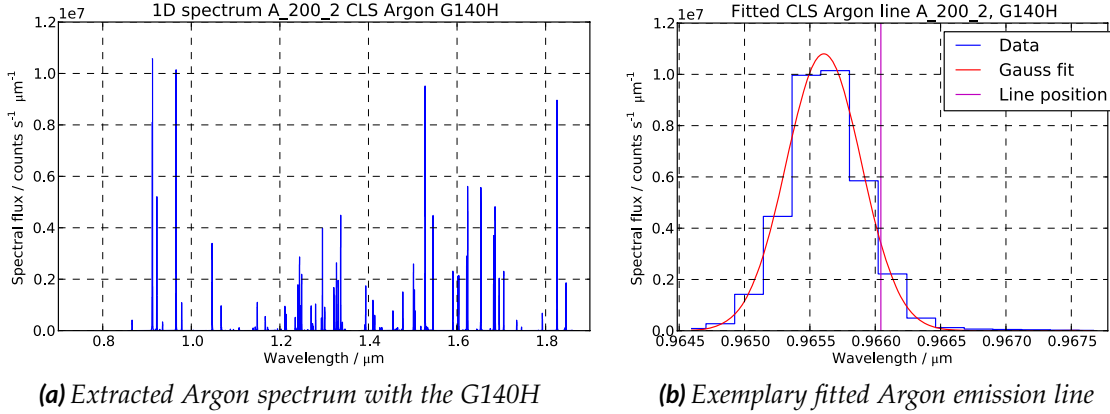 1D spectrum A_200_2 CLS Argon G140H
1e7
Spectral flux / counts s⁻¹ μm⁻¹
1.2
1.0
0.8
0.6
0.4
0.2
0.0
0.8 1.0 1.2 1.4 1.6 1.8
Wavelength / μm
(a) Extracted Argon spectrum with the G140H
Fitted CLS Argon line A_200_2, G140H
1e7
Spectral flux / counts s⁻¹ μm⁻¹
1.2
1.0
0.8
0.6
0.4
0.2
0.0
Data
Gauss fit
Line position
0.9645 0.9650 0.9655 0.9660 0.9665 0.9670 0.9675
Wavelength / μm
(b) Exemplary fitted Argon emission line